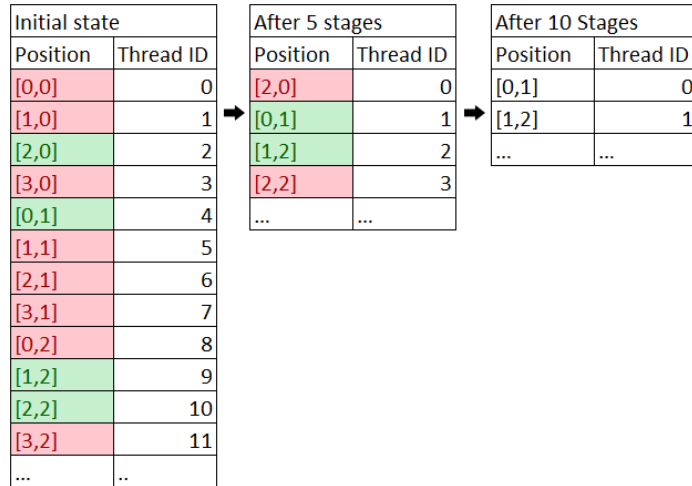 Initial state After 5 stages After 10 Stages
Position Thread ID Position Thread ID Position Thread ID
[0,0] 0 [2,0] 0 [0,1] 0
[1,0] 1 [0,1] 1 [1,2] 1
[2,0] 2 [1,2] 2 ... ...
[3,0] 3 [2,2] 3
[0,1] 4 ... ...
[1,1] 5
[2,1] 6
[3,1] 7
[0,2] 8
[1,2] 9
[2,2] 10
[3,2] 11
... ..